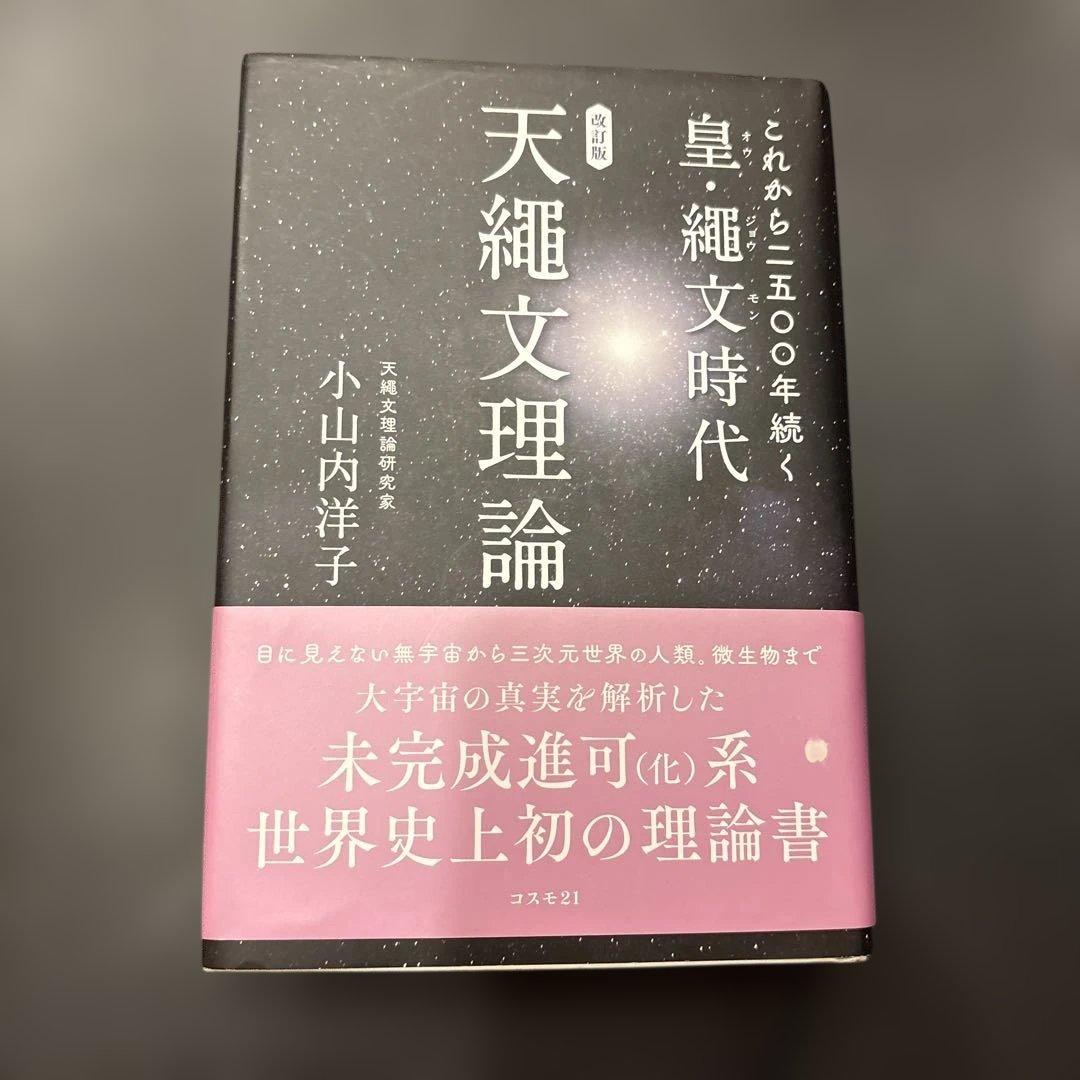 これから二五〇〇年続く
皇・繩文時代
オウ ジョウ モン
改訂版
天繩文理論
天繩文理論研究家
小山内洋子
目に見えない無宇宙から三次元世界の人類。微生物まで
大宇宙の真実を解析した
未完成進可(化)系
世界史上初の理論書
コスモ21